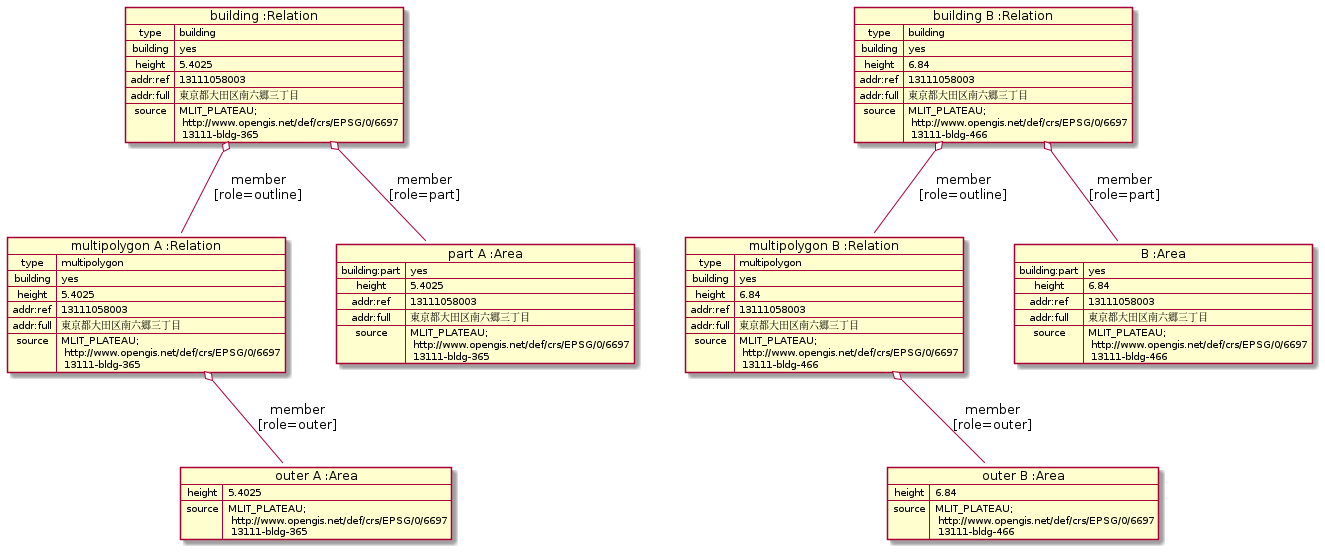 building :Relation
type building
building yes
height 5.4025
addr:ref 13111058003
addr:full 東京都大田区南六郷三丁目
source MLIT_PLATEAU;
http://www.opengis.net/def/crs/EPSG/0/6697
13111-bldg-365
building B :Relation
type building
building yes
height 6.84
addr:ref 13111058003
addr:full 東京都大田区南六郷三丁目
source MLIT_PLATEAU;
http://www.opengis.net/def/crs/EPSG/0/6697
13111-bldg-466
member
[role=outline]
member
[role=part]
member
[role=outline]
member
[role=part]
multipolygon A :Relation
type multipolygon
building yes
height 5.4025
addr:ref 13111058003
addr:full 東京都大田区南六郷三丁目
source MLIT_PLATEAU;
http://www.opengis.net/def/crs/EPSG/0/6697
13111-bldg-365
part A :Area
building:part yes
height 5.4025
addr:ref 13111058003
addr:full 東京都大田区南六郷三丁目
source MLIT_PLATEAU;
http://www.opengis.net/def/crs/EPSG/0/6697
13111-bldg-365
multipolygon B :Relation
type multipolygon
building yes
height 6.84
addr:ref 13111058003
addr:full 東京都大田区南六郷三丁目
source MLIT_PLATEAU;
http://www.opengis.net/def/crs/EPSG/0/6697
13111-bldg-466
B :Area
building:part yes
height 6.84
addr:ref 13111058003
addr:full 東京都大田区南六郷三丁目
source MLIT_PLATEAU;
http://www.opengis.net/def/crs/EPSG/0/6697
13111-bldg-466
member
[role=outer]
member
[role=outer]
outer A :Area
height 5.4025
source MLIT_PLATEAU;
http://www.opengis.net/def/crs/EPSG/0/6697
13111-bldg-365
outer B :Area
height 6.84
source MLIT_PLATEAU;
http://www.opengis.net/def/crs/EPSG/0/6697
13111-bldg-466